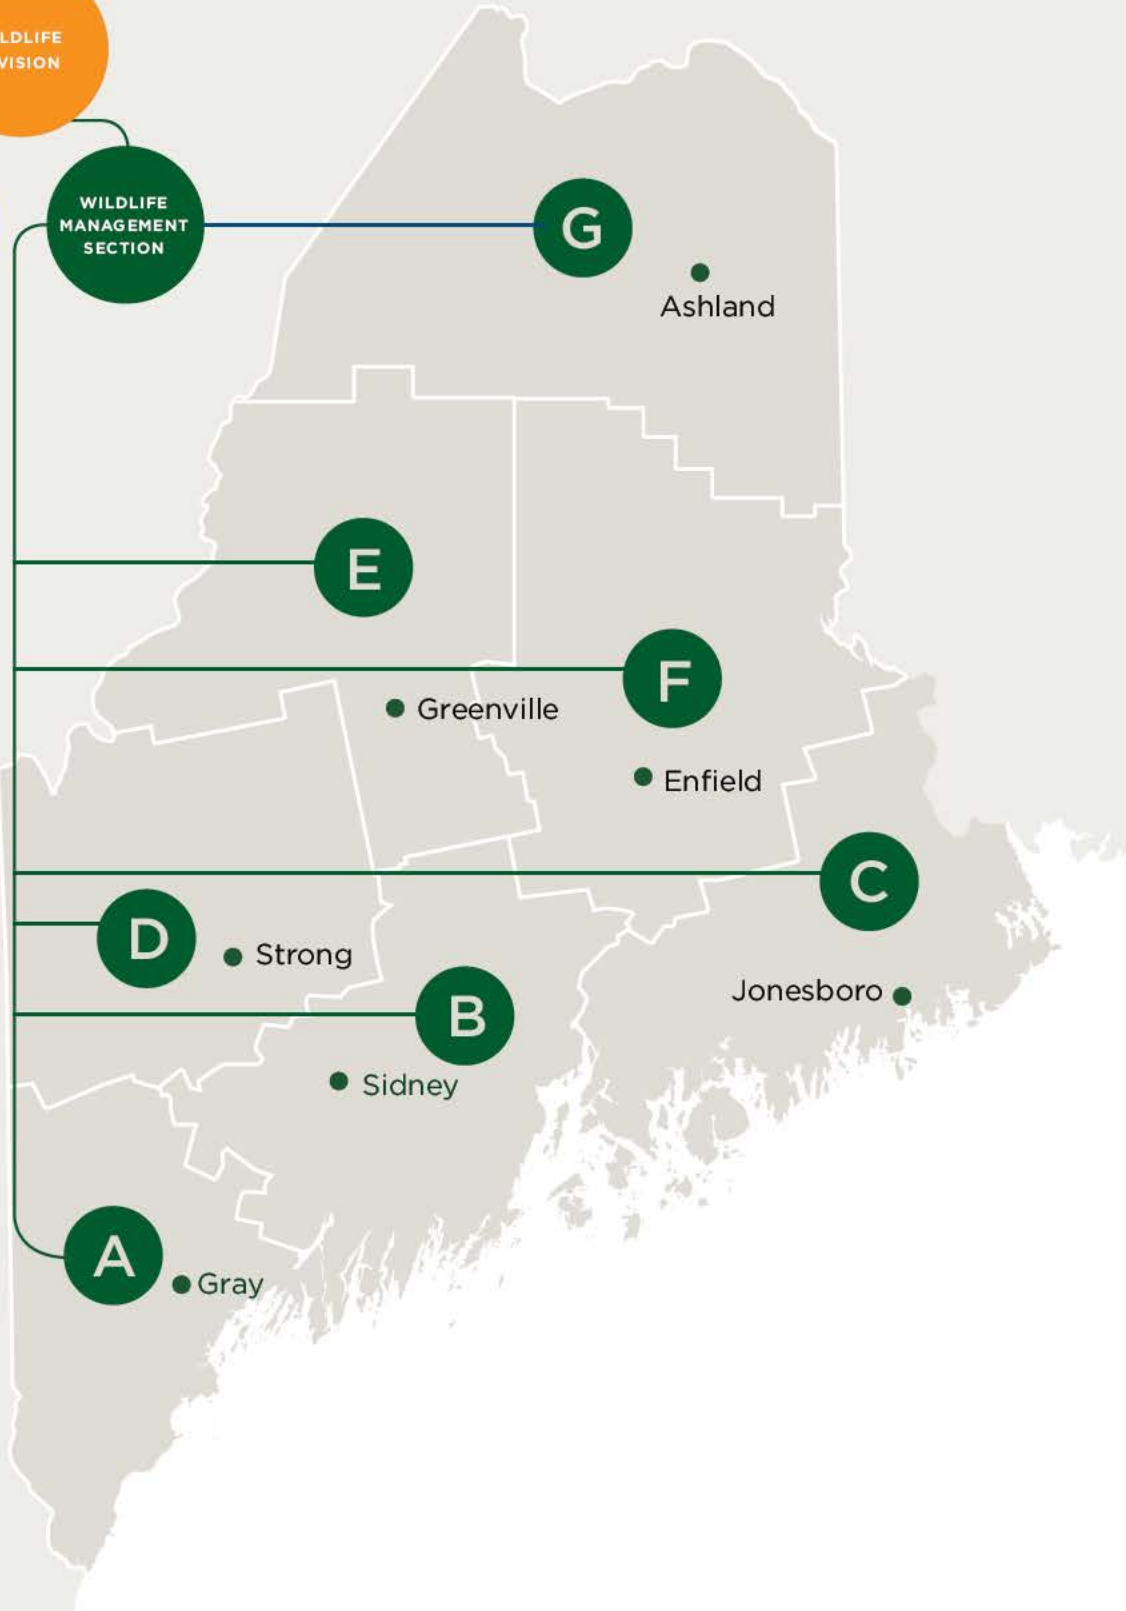 LDLIFE
VISION
WILDLIFE
MANAGEMENT
SECTION
G
Ashland
E
F
Greenville
Enfield
C
D
Strong
Jonesboro
B
Sidney
A
Gray